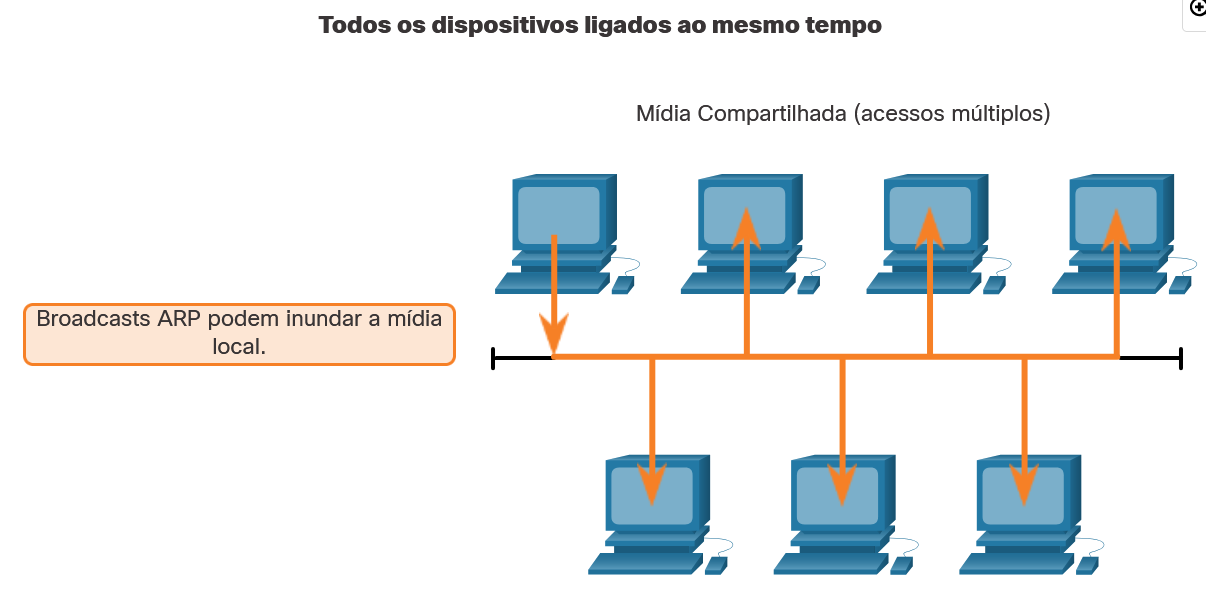 Todos os dispositivos ligados ao mesmo tempo
Mídia Compartilhada (acessos múltiplos)
Broadcasts ARP podem inundar a mídia
local.